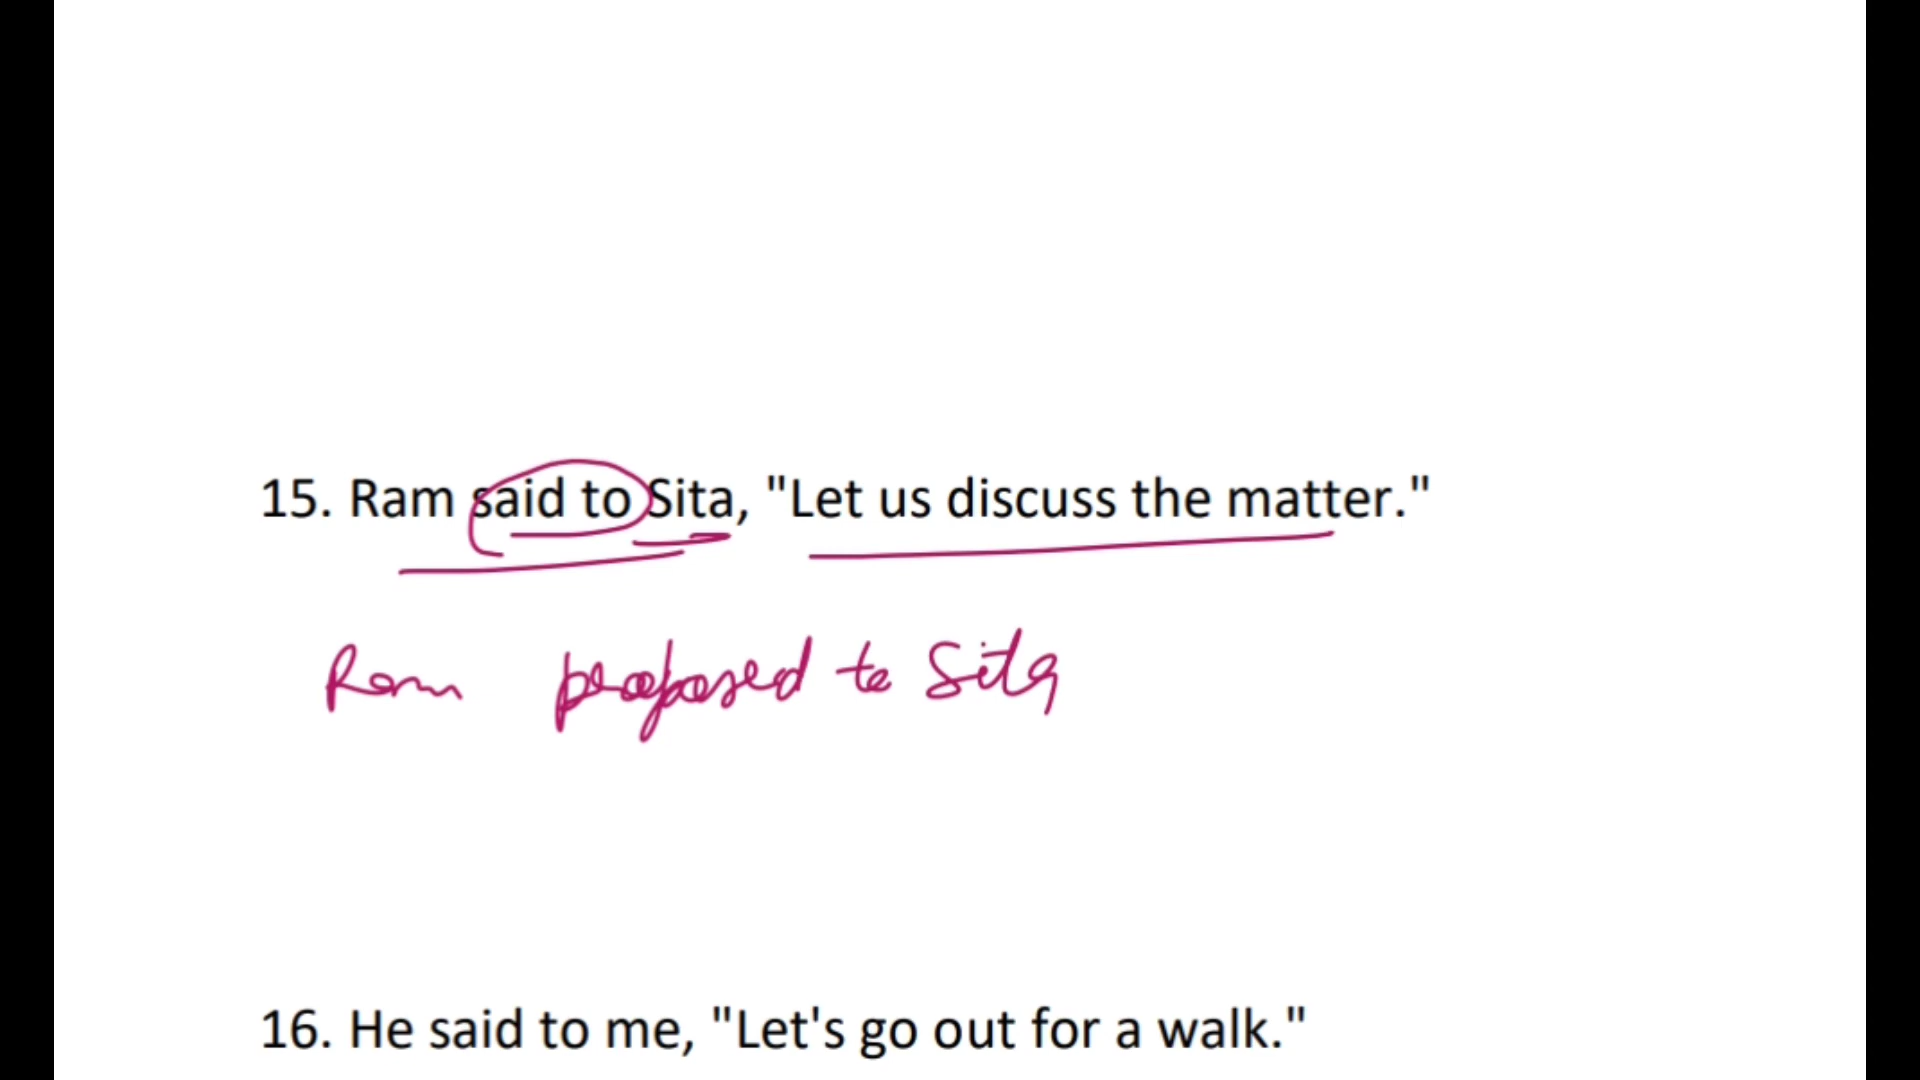 15. Ram said to Sita, "Let us discuss the matter."
Ram proposed to Sita
16. He said to me, "Let's go out for a walk."